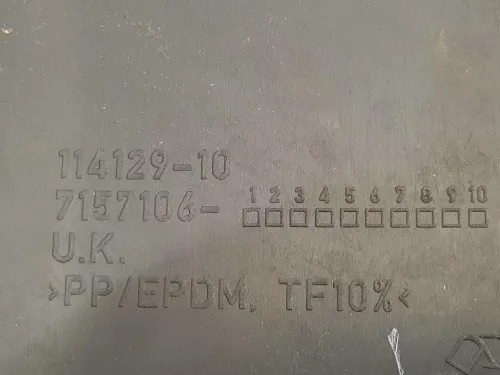 114129-10
7157106- 1 2 3 4 5 6 7 8 9 10
U.K.
>PP/EPDM, TF10%<